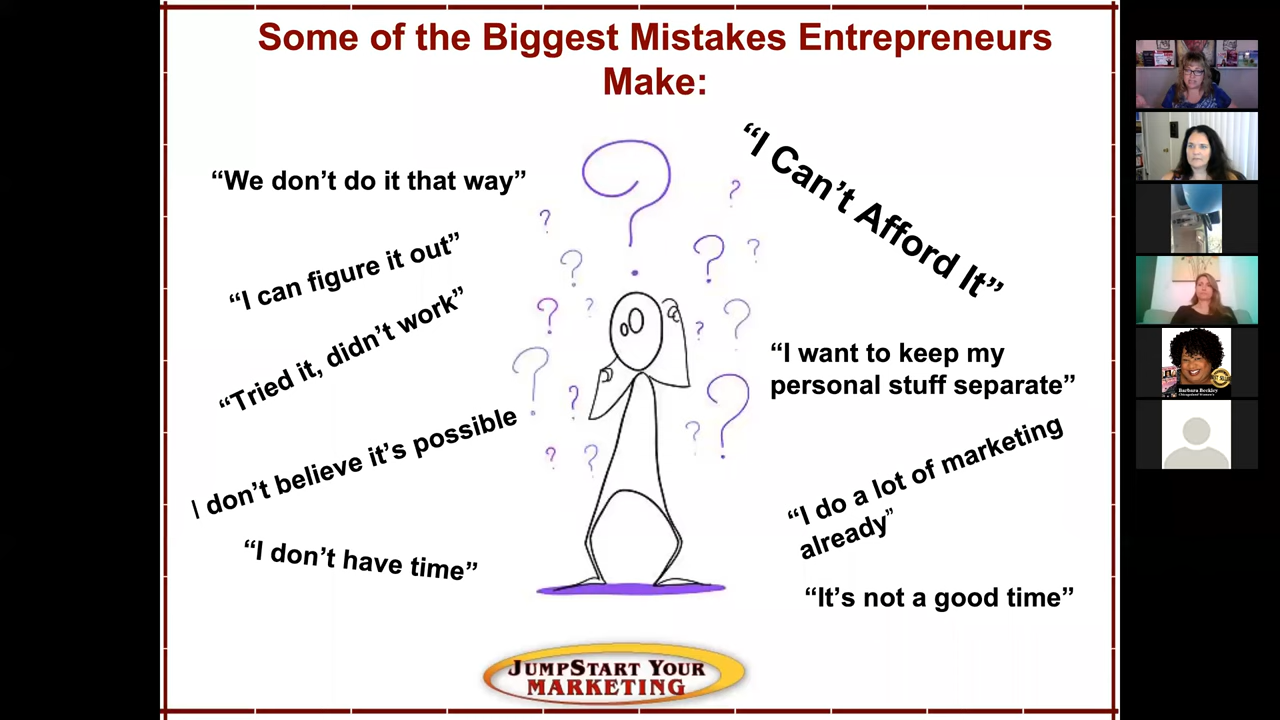 Some of the Biggest Mistakes Entrepreneurs
Make:
“We don’t do it that way”
“I can figure it out”
“Tried it, didn’t work”
I don’t believe it’s possible
“I don’t have time”
“I Can’t Afford It”
“I want to keep my
personal stuff separate”
“I do a lot of marketing
already”
“It’s not a good time”
JUMPSTART YOUR
MARKETING
Barbara Beckley